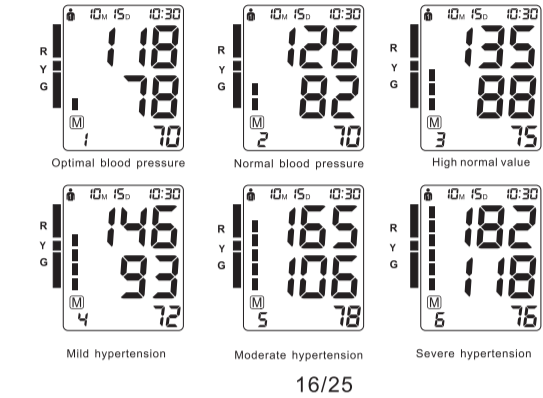 10M 15D 10:30 10M 15D 10:30 10M 15D 10:30
R 118 R 126 R 135
Y Y Y
G 78 G 82 G 88
M M M
1 70 2 70 3 75
Optimal blood pressure Normal blood pressure High normal value
10M 15D 10:30 10M 15D 10:30 10M 15D 10:30
R 146 R 165 R 182
Y Y Y
G 93 G 106 G 118
M M M
4 72 5 78 6 76
Mild hypertension Moderate hypertension Severe hypertension
16/25